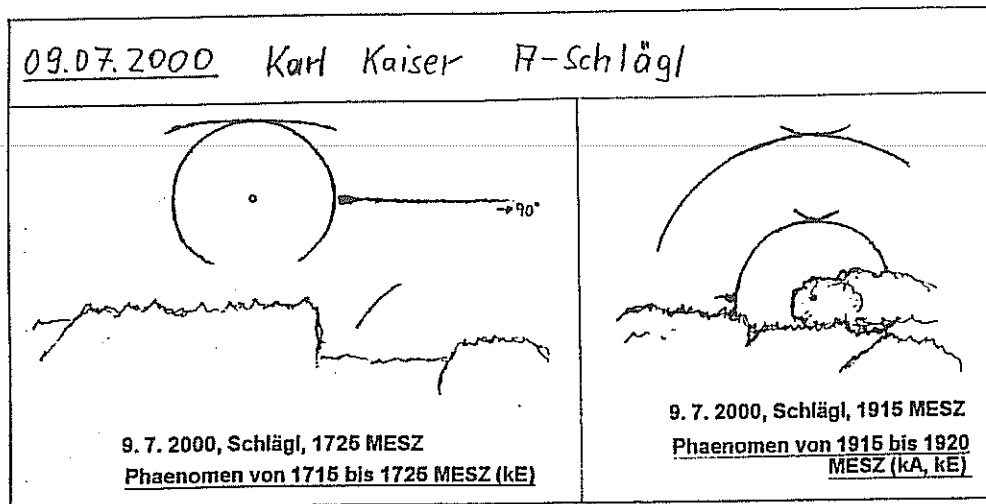 09.07.2000 Karl Kaiser A-Schlägl
→90°
9. 7. 2000, Schlägl, 1725 MESZ
Phaenomen von 1715 bis 1725 MESZ (kE)
9. 7. 2000, Schlägl, 1915 MESZ
Phaenomen von 1915 bis 1920
MESZ (kA, kE)